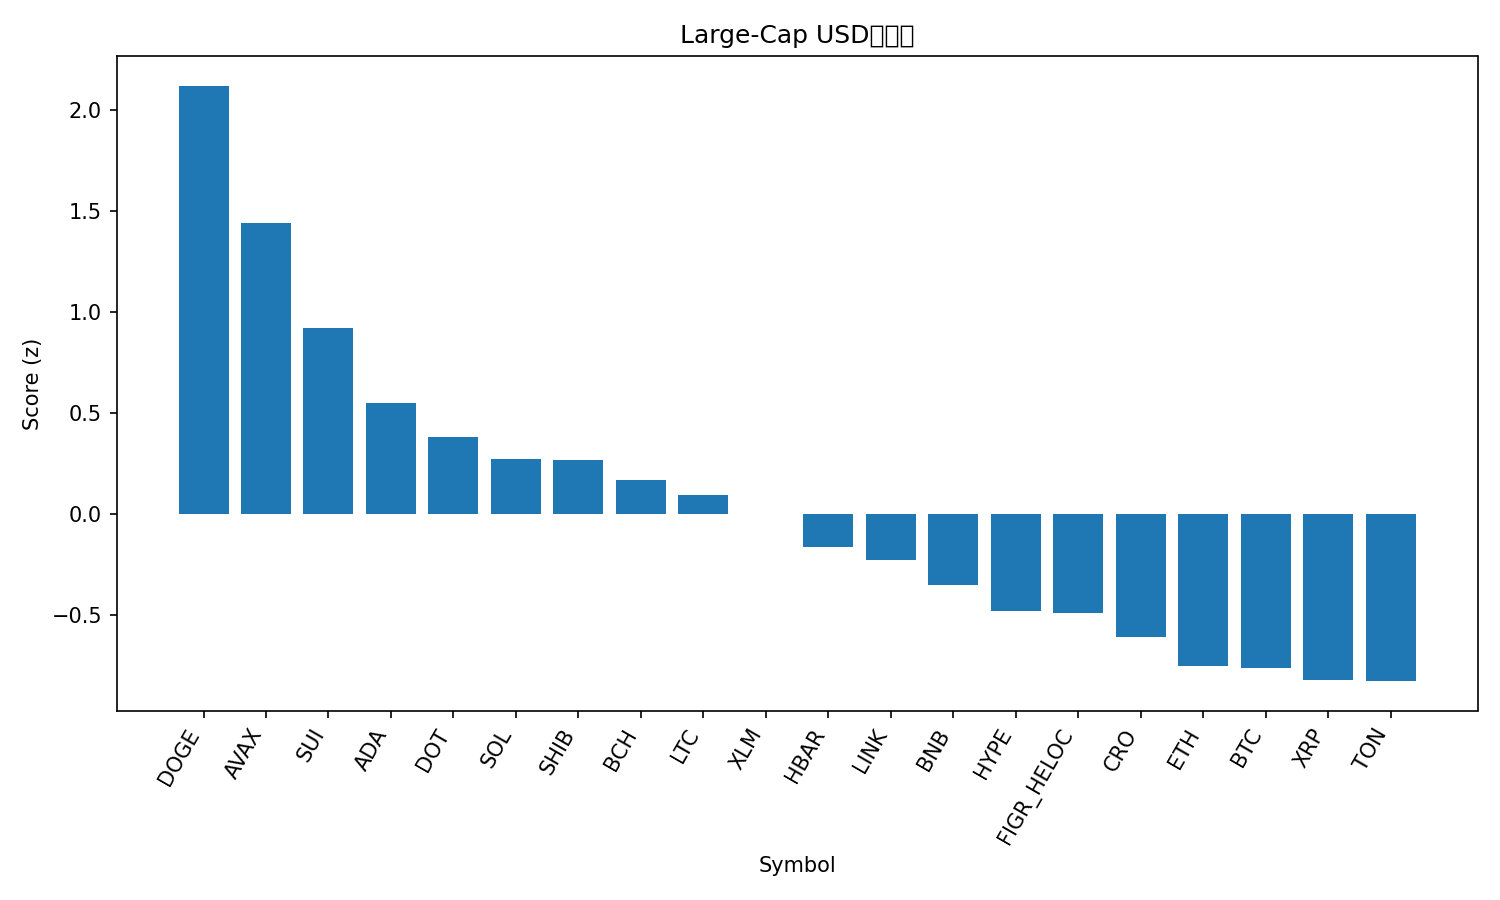 Large-Cap USD
Score (z)
2.0
1.5
1.0
0.5
0.0
−0.5
DOGE
AVAX
SUI
ADA
DOT
SOL
SHIB
BCH
LTC
XLM
HBAR
LINK
BNB
HYPE
FIGR_HELOC
CRO
ETH
BTC
XRP
TON
Symbol